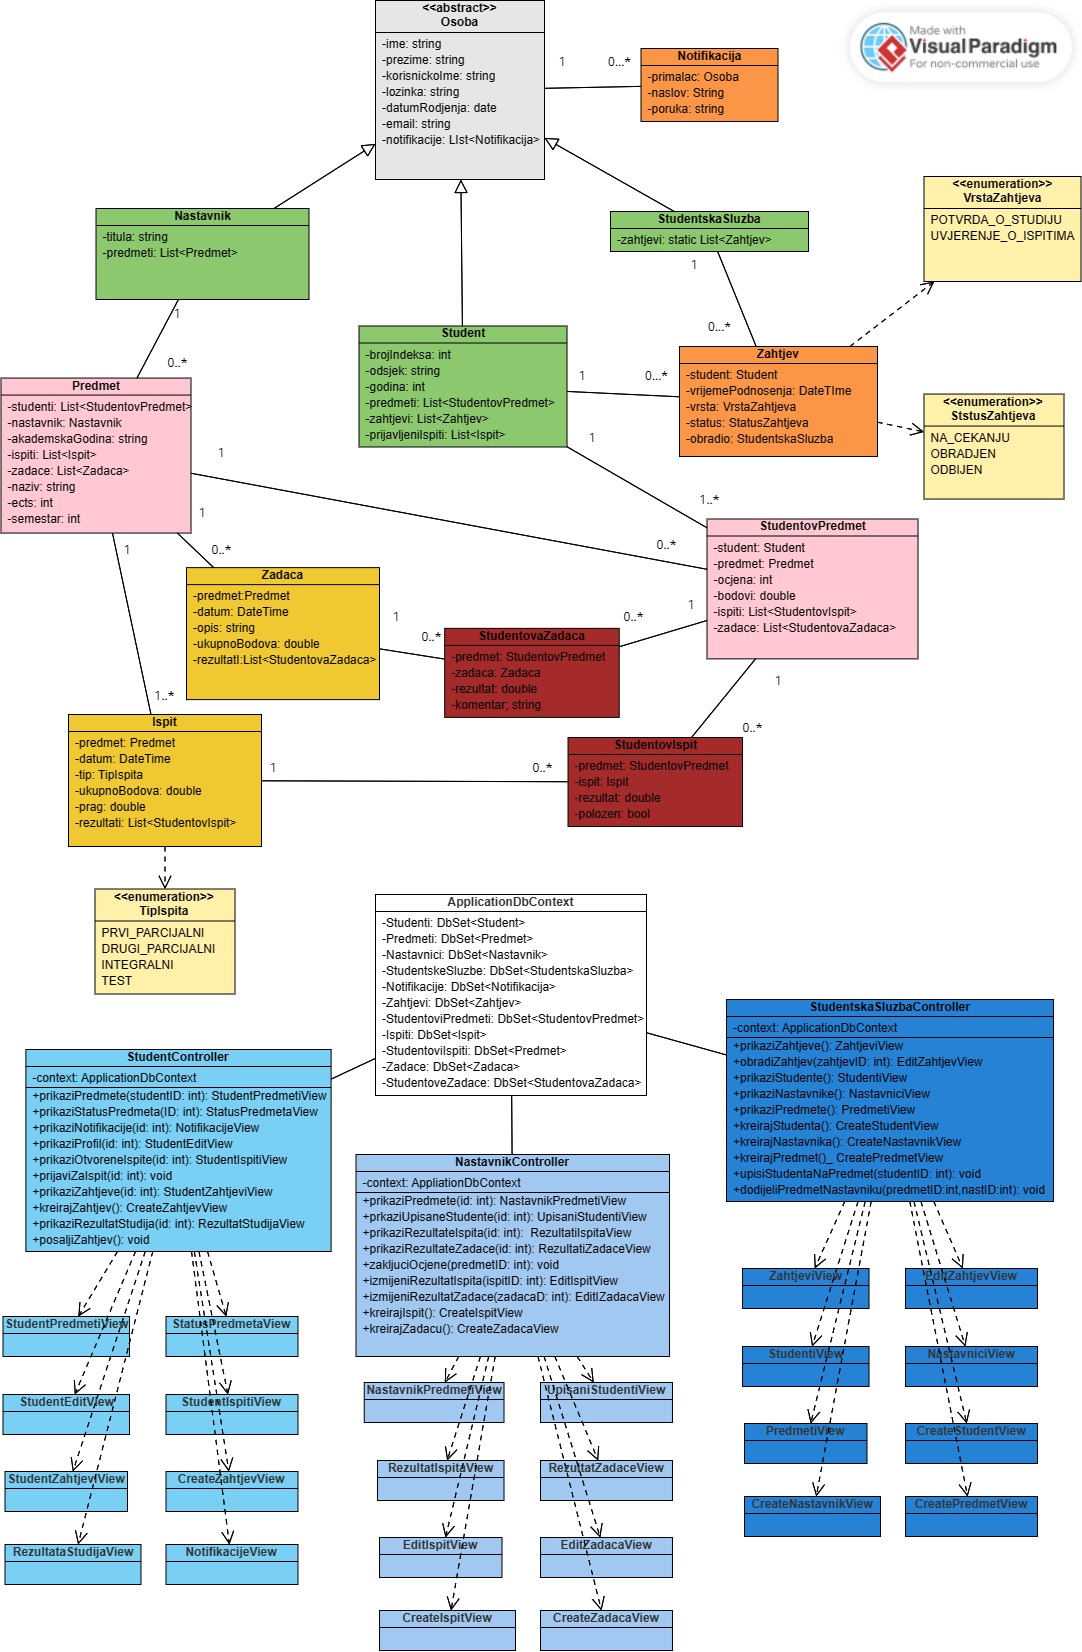 <<abstract>>
Osoba
-ime: string
-prezime: string
-korisnickoIme: string
-lozinka: string
-datumRodjenja: date
-email: string
-notifikacije: LIst<Notifikacija>
1
0...*
Notifikacija
-primalac: Osoba
-naslov: String
-poruka: string
Made with
VisualParadigm
For non-commercial use
Nastavnik
-titula: string
-predmeti: List<Predmet>
StudentskaSluzba
-zahtjevi: static List<Zahtjev>
<<enumeration>>
VrstaZahtjeva
POTVRDA_O_STUDIJU
UVJERENJE_O_ISPITIMA
1
0...*
1
0..*
Student
-brojIndeksa: int
-odsjek: string
-godina: int
-predmeti: List<StudentovPredmet>
-zahtjevi: List<Zahtjev>
-prijavljeniIspiti: List<Ispit>
1
0...*
Zahtjev
-student: Student
-vrijemePodnosenja: DateTIme
-vrsta: VrstaZahtjeva
-status: StatusZahtjeva
-obradio: StudentskaSluzba
<<enumeration>>
StstusZahtjeva
NA_CEKANJU
OBRADJEN
ODBIJEN
Predmet
-studenti: List<StudentovPredmet>
-nastavnik: Nastavnik
-akademskaGodina: string
-ispiti: List<Ispit>
-zadace: List<Zadaca>
-naziv: string
-ects: int
-semestar: int
1
1
1..*
1
0..*
1
0..*
StudentovPredmet
-student: Student
-predmet: Predmet
-ocjena: int
-bodovi: double
-ispiti: List<StudentovIspit>
-zadace: List<StudentovaZadaca>
Zadaca
-predmet:Predmet
-datum: DateTime
-opis: string
-ukupnoBodova: double
-rezultatI:List<StudentovaZadaca>
1
0..*
StudentovaZadaca
-predmet: StudentovPredmet
-zadaca: Zadaca
-rezultat: double
-komentar; string
0..*
1
1
0..*
1..*
Ispit
-predmet: Predmet
-datum: DateTime
-tip: TipIspita
-ukupnoBodova: double
-prag: double
-rezultati: List<StudentovIspit>
1
0..*
StudentovIspit
-predmet: StudentovPredmet
-ispit: Ispit
-rezultat: double
-polozen: bool
<<enumeration>>
TipIspita
PRVI_PARCIJALNI
DRUGI_PARCIJALNI
INTEGRALNI
TEST
ApplicationDbContext
-Studenti: DbSet<Student>
-Predmeti: DbSet<Predmet>
-Nastavnici: DbSet<Nastavnik>
-StudentskeSluzbe: DbSet<StudentskaSluzba>
-Notifikacije: DbSet<Notifikacija>
-Zahtjevi: DbSet<Zahtjev>
-StudentoviPredmeti: DbSet<StudentovPredmet>
-Ispiti: DbSet<Ispit>
-StudentoviIspiti: DbSet<Predmet>
-Zadace: DbSet<Zadaca>
-StudentoveZadace: DbSet<StudentovaZadaca>
StudentController
-context: ApplicationDbContext
+prikaziPredmete(studentID: int): StudentPredmetiView
+prikaziStatusPredmeta(ID: int): StatusPredmetaView
+prikaziNotifikacije(id: int): NotifikacijeView
+prikaziProfil(id: int): StudentEditView
+prikaziOtvoreneIspite(id: int): StudentIspitiView
+prijaviZaIspit(id: int): void
+prikaziZahtjeve(id: int): StudentZahtjeviView
+kreirajZahtjev(): CreateZahtjevView
+prikaziRezultatStudija(id: int): RezultatStudijaView
+posaljiZahtjev(): void
StudentPredmetiView
StatusPredmetaView
StudentEditView
StudentIspitiView
StudentZahtjeviView
CreateZahtjevView
RezultataStudijaView
NotifikacijeView
NastavnikController
-context: AppliationDbContext
+prikaziPredmete(id: int): NastavnikPredmetiView
+prkaziUpisaneStudente(id: int): UpisaniStudentiView
+prikaziRezultateIspita(id: int):  RezultatiIspitaView
+prikaziRezultateZadace(id: int): RezultatiZadaceView
+zakljuciOcjene(predmetID: int): void
+izmijeniRezultatIspita(ispitID: int): EditIspitView
+izmijeniRezultatZadace(zadacaD: int): EditIZadacaView
+kreirajIspit(): CreateIspitView
+kreirajZadacu(): CreateZadacaView
NastavnikPredmetiView
UpisaniStudentiView
RezultatIspitaView
RezultatZadaceView
EditIspitView
EditZadacaView
CreateIspitView
CreateZadacaView
StudentskaSluzbaController
-context: ApplicationDbContext
+prikaziZahtjeve(): ZahtjeviView
+obradiZahtjev(zahtjevID: int): EditZahtjevView
+prikaziStudente(): StudentiView
+prikaziNastavnike(): NastavniciView
+prikaziPredmete(): PredmetiView
+kreirajStudenta(): CreateStudentView
+kreirajNastavnika(): CreateNastavnikView
+kreirajPredmet()_ CreatePredmetView
+upisiStudentaNaPredmet(studentID: int): void
+dodijeliPredmetNastavniku(predmetID:int,nastID:int): void
ZahtjeviView
EditZahtjevView
StudentiView
NastavniciView
PredmetiView
CreateStudentView
CreateNastavnikView
CreatePredmetView